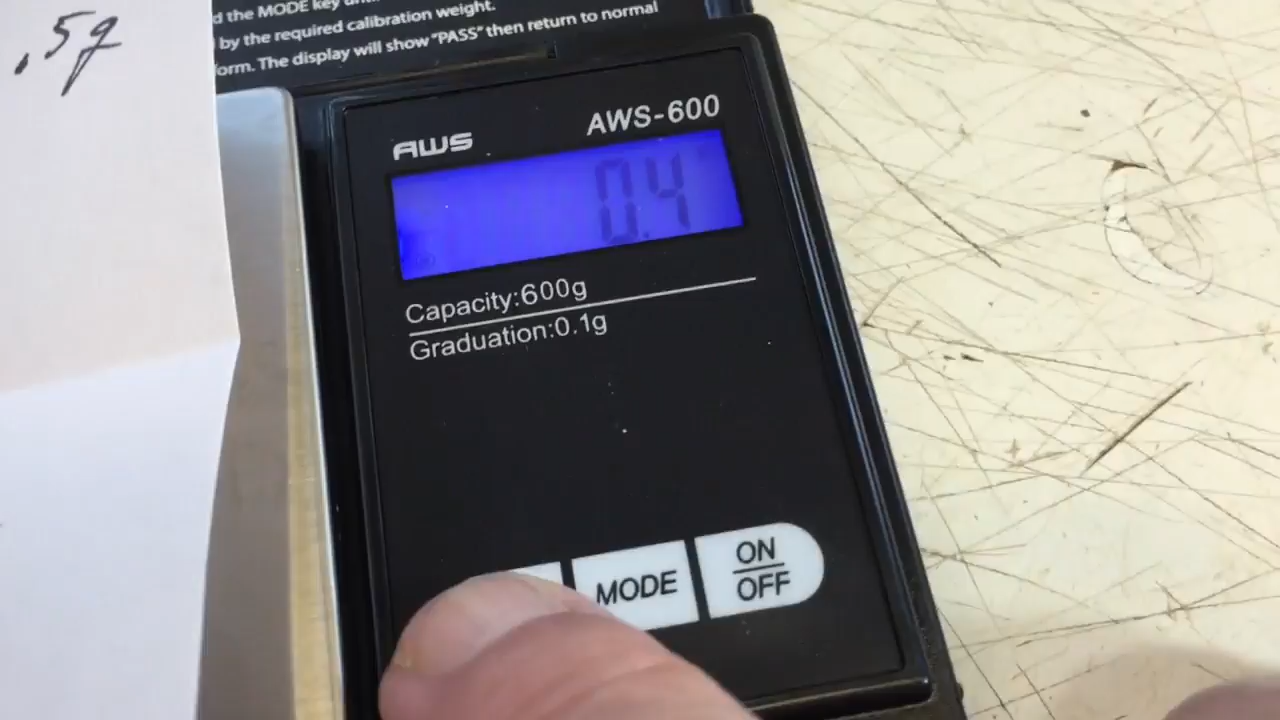 .5g
d the MODE key
by the required calibration weight.
orm. The display will show "PASS" then return to normal
AWS
AWS-600
0.4
Capacity:600g
Graduation:0.1g
MODE
ON
OFF